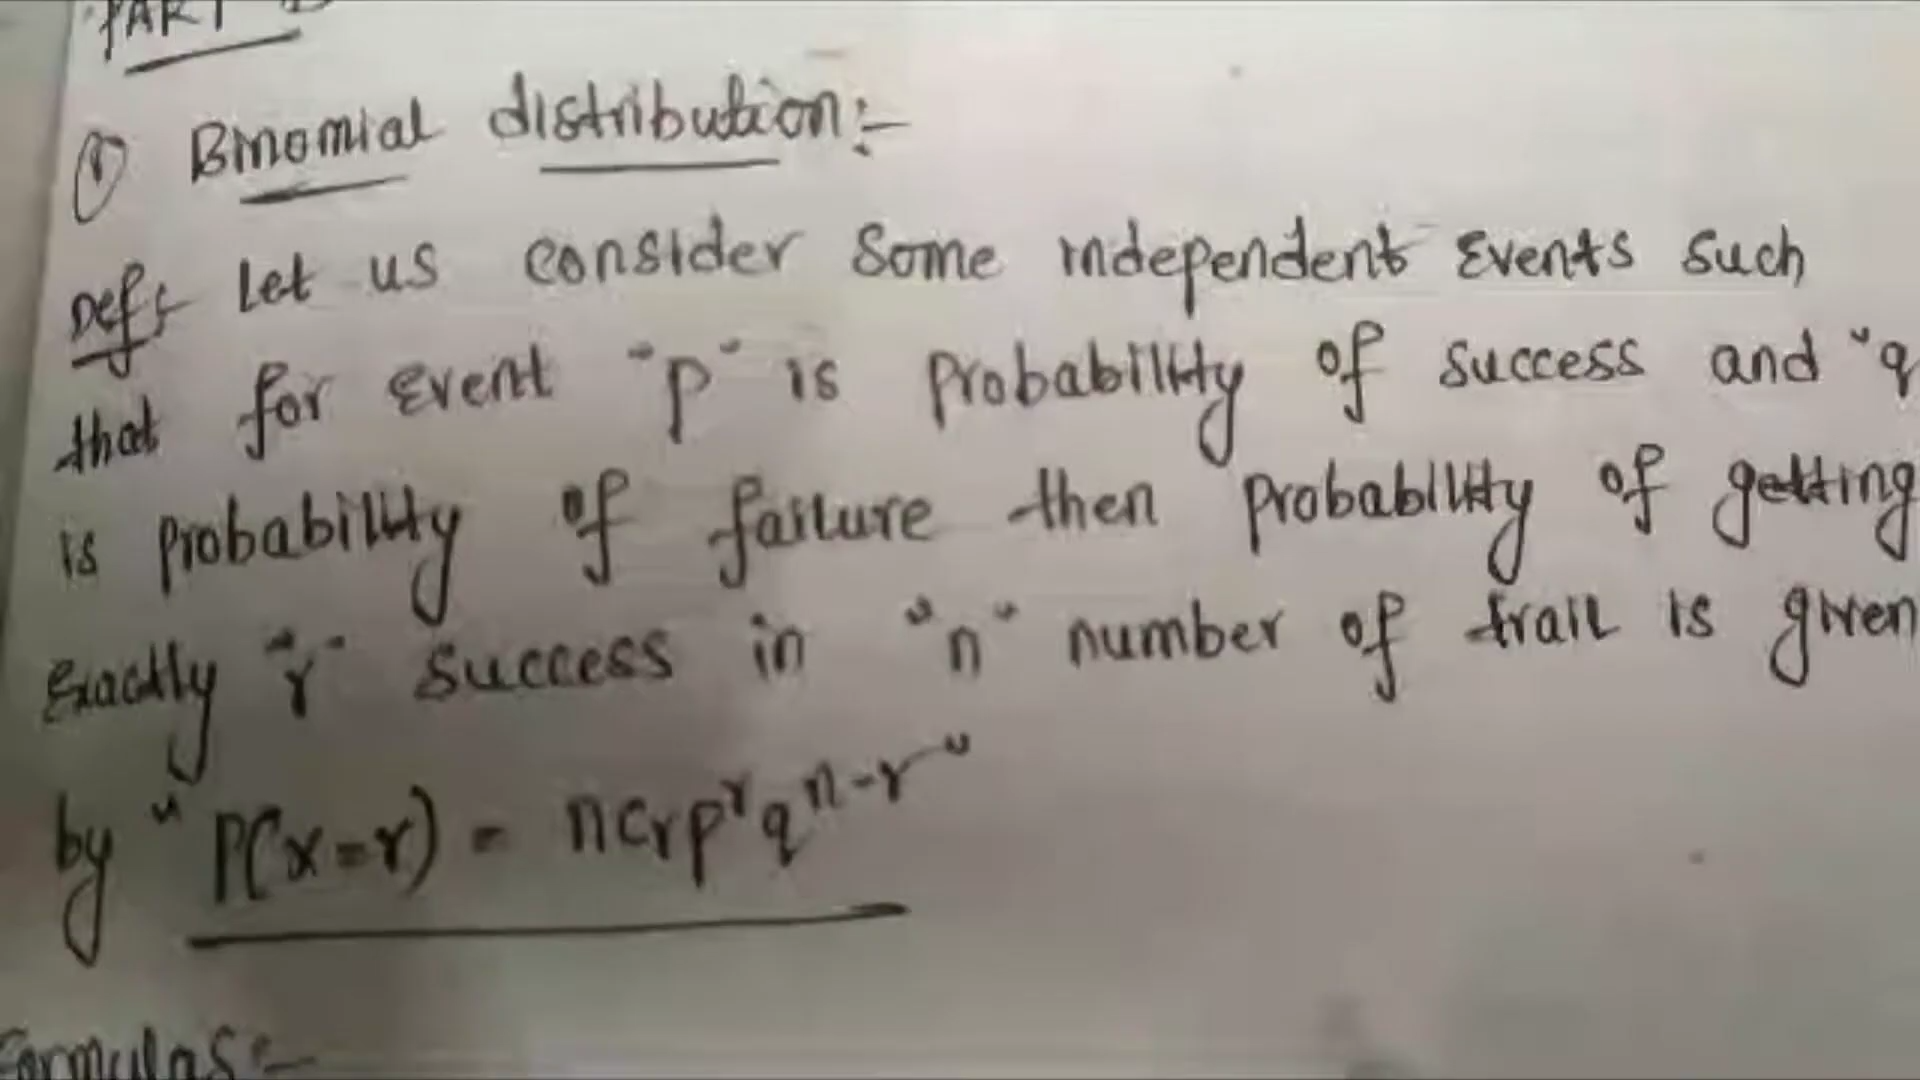 PART
① Binomial distribution:-
Def:- Let us consider some independent Events such
that for event "p" is probability of success and "q
is probability of failure then probability of getting
Exactly "r" success in "n" number of trail is given
by "P(x=r) = ncrp^r q^n-r"
Formulas:-